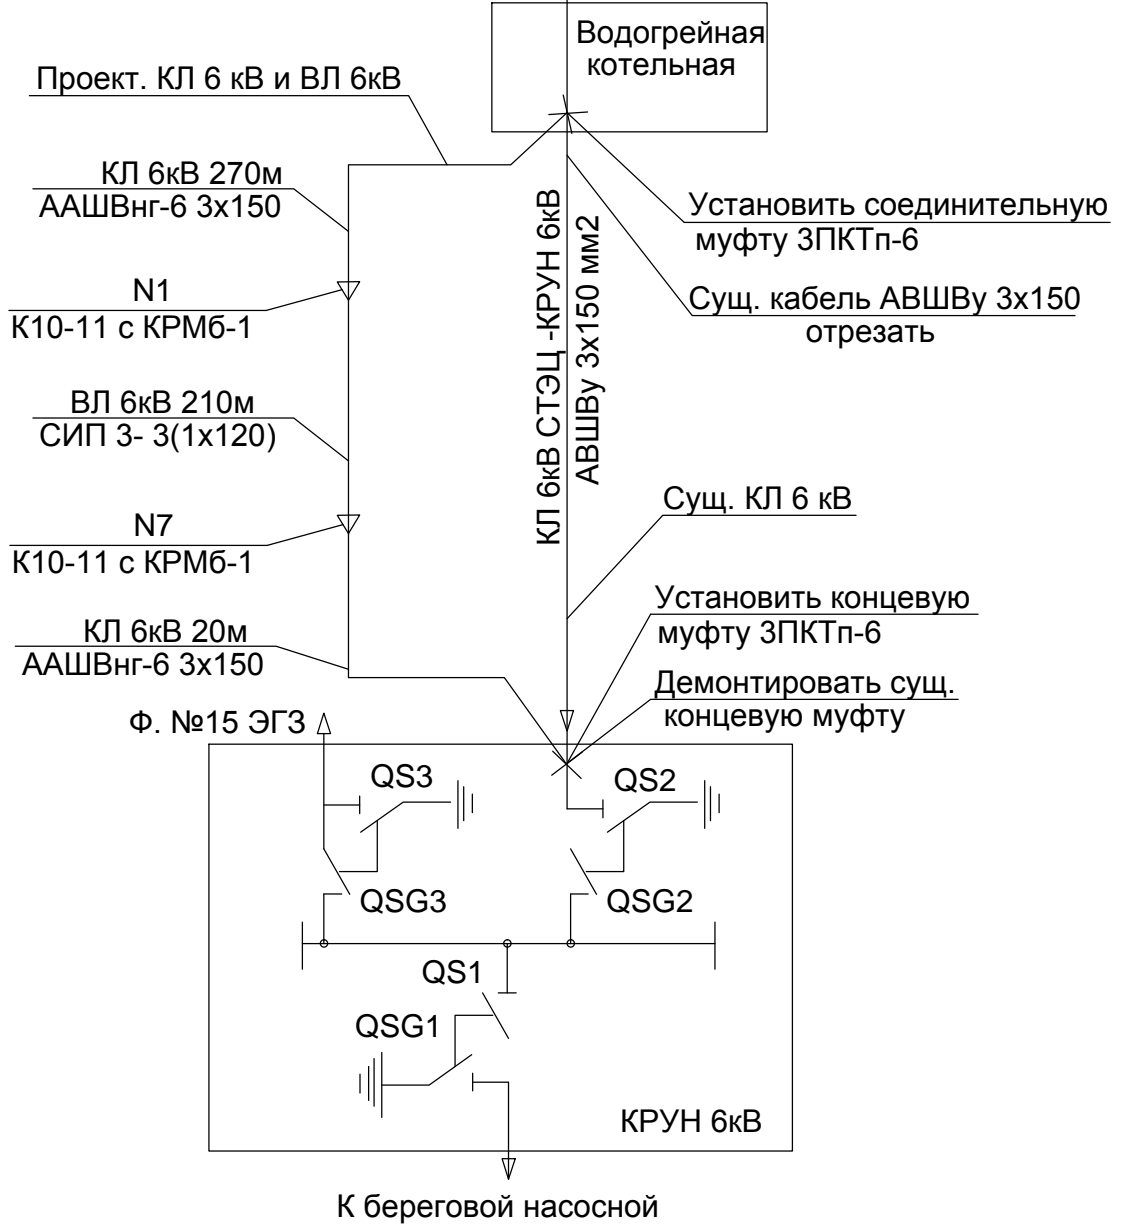 Водогрейная
котельная
Проект. КЛ 6 кВ и ВЛ 6кВ
КЛ 6кВ 270м
ААШВнг-6 3х150
Установить соединительную
муфту 3ПКТп-6
N1
К10-11 с КРМб-1
Сущ. кабель АВШВу 3х150
отрезать
КЛ 6кВ СТЭЦ -КРУН 6кВ
АВШВу 3х150 мм2
ВЛ 6кВ 210м
СИП 3- 3(1х120)
Сущ. КЛ 6 кВ
N7
К10-11 с КРМб-1
Установить концевую
муфту 3ПКТп-6
КЛ 6кВ 20м
ААШВнг-6 3х150
Демонтировать сущ.
концевую муфту
Ф. №15 ЭГЗ
QS3
QS2
QSG3
QSG2
QS1
QSG1
КРУН 6кВ
К береговой насосной